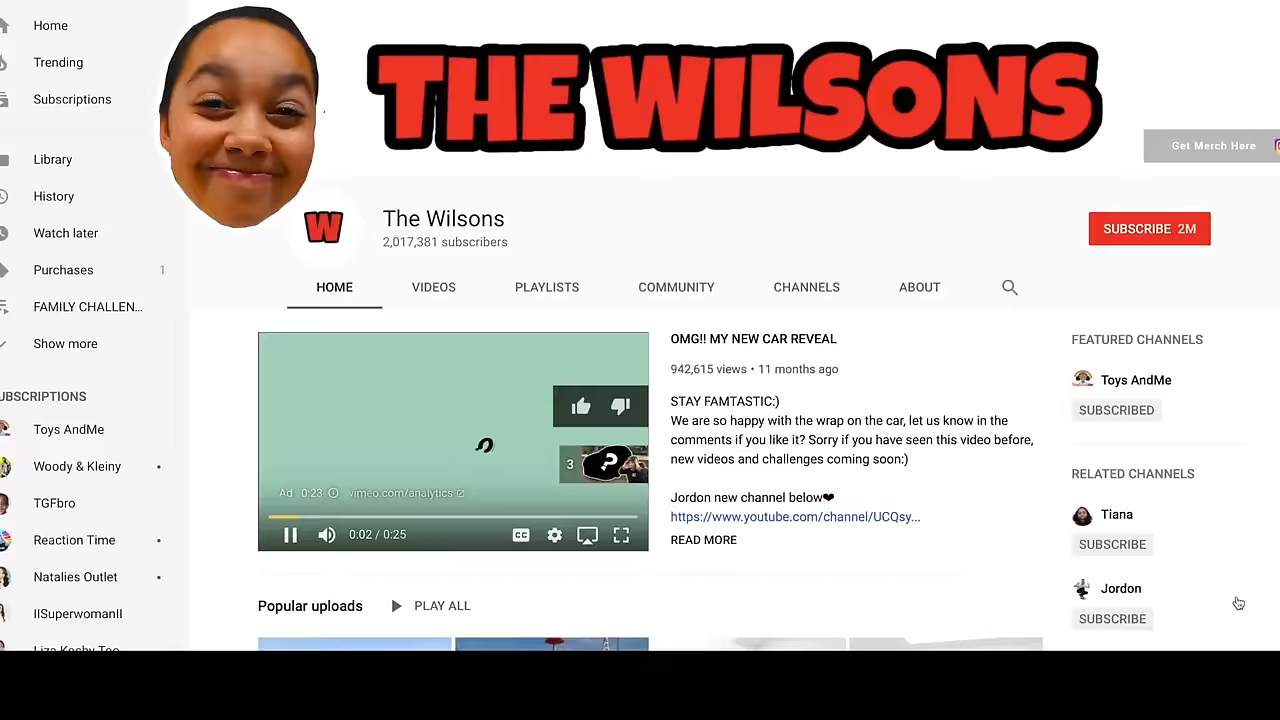 Home
Trending
Subscriptions
Library
History
Watch later
Purchases 1
FAMILY CHALLEN...
Show more
UBSCRIPTIONS
Toys AndMe
Woody & Kleiny
TGFbro
Reaction Time
Natalies Outlet
IISuperwomanII
Liza Koshy Too
THE WILSONS
Get Merch Here
W
The Wilsons
2,017,381 subscribers
SUBSCRIBE 2M
HOME VIDEOS PLAYLISTS COMMUNITY CHANNELS ABOUT
3 ?
Ad 0:23 vimeo.com/analytics
0:02 / 0:25
CC
OMG!! MY NEW CAR REVEAL
942,615 views • 11 months ago
STAY FAMTASTIC:)
We are so happy with the wrap on the car, let us know in the
comments if you like it? Sorry if you have seen this video before,
new videos and challenges coming soon:)
Jordon new channel below❤
https://www.youtube.com/channel/UCQsy...
READ MORE
Popular uploads PLAY ALL
FEATURED CHANNELS
Toys AndMe
SUBSCRIBED
RELATED CHANNELS
Tiana
SUBSCRIBE
Jordon
SUBSCRIBE